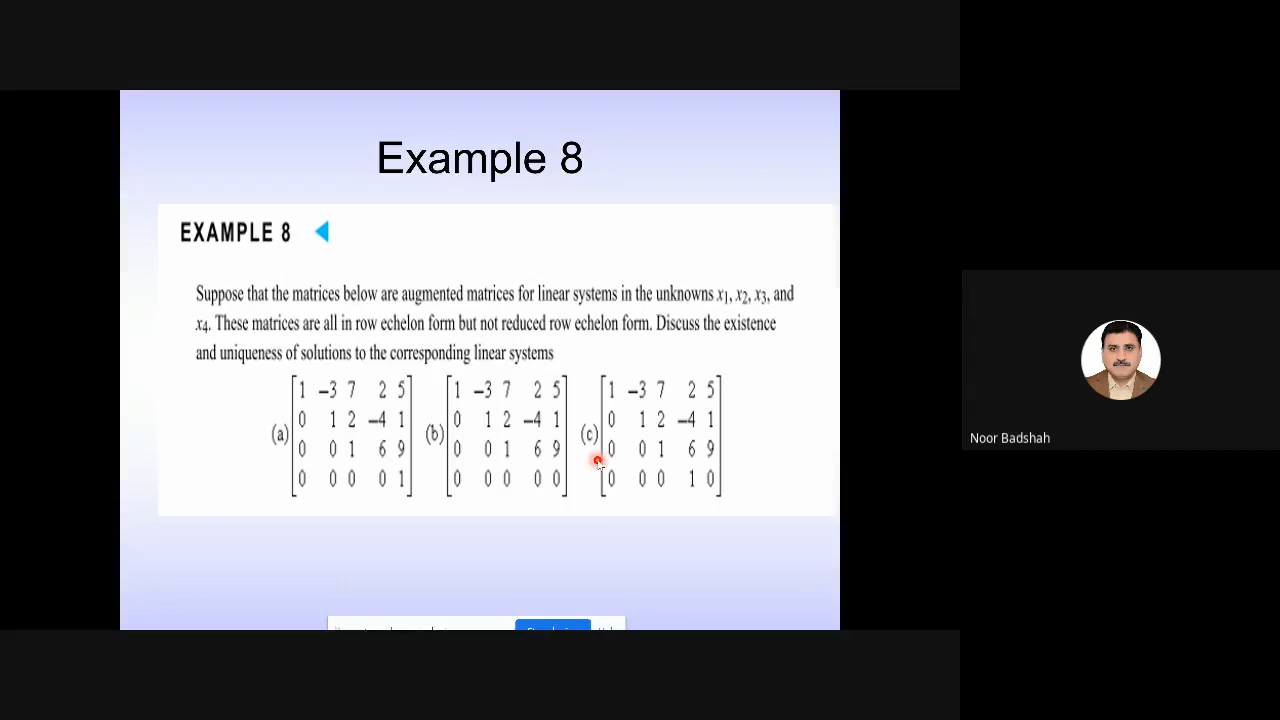 Example 8
EXAMPLE 8
Suppose that the matrices below are augmented matrices for linear systems in the unknowns x1, x2, x3, and
x4. These matrices are all in row echelon form but not reduced row echelon form. Discuss the existence
and uniqueness of solutions to the corresponding linear systems
(a)
1 −3 7 2 5
0 1 2 −4 1
0 0 1 6 9
0 0 0 0 1
(b)
1 −3 7 2 5
0 1 2 −4 1
0 0 1 6 9
0 0 0 0 0
(c)
1 −3 7 2 5
0 1 2 −4 1
0 0 1 6 9
0 0 0 1 0
Noor Badshah